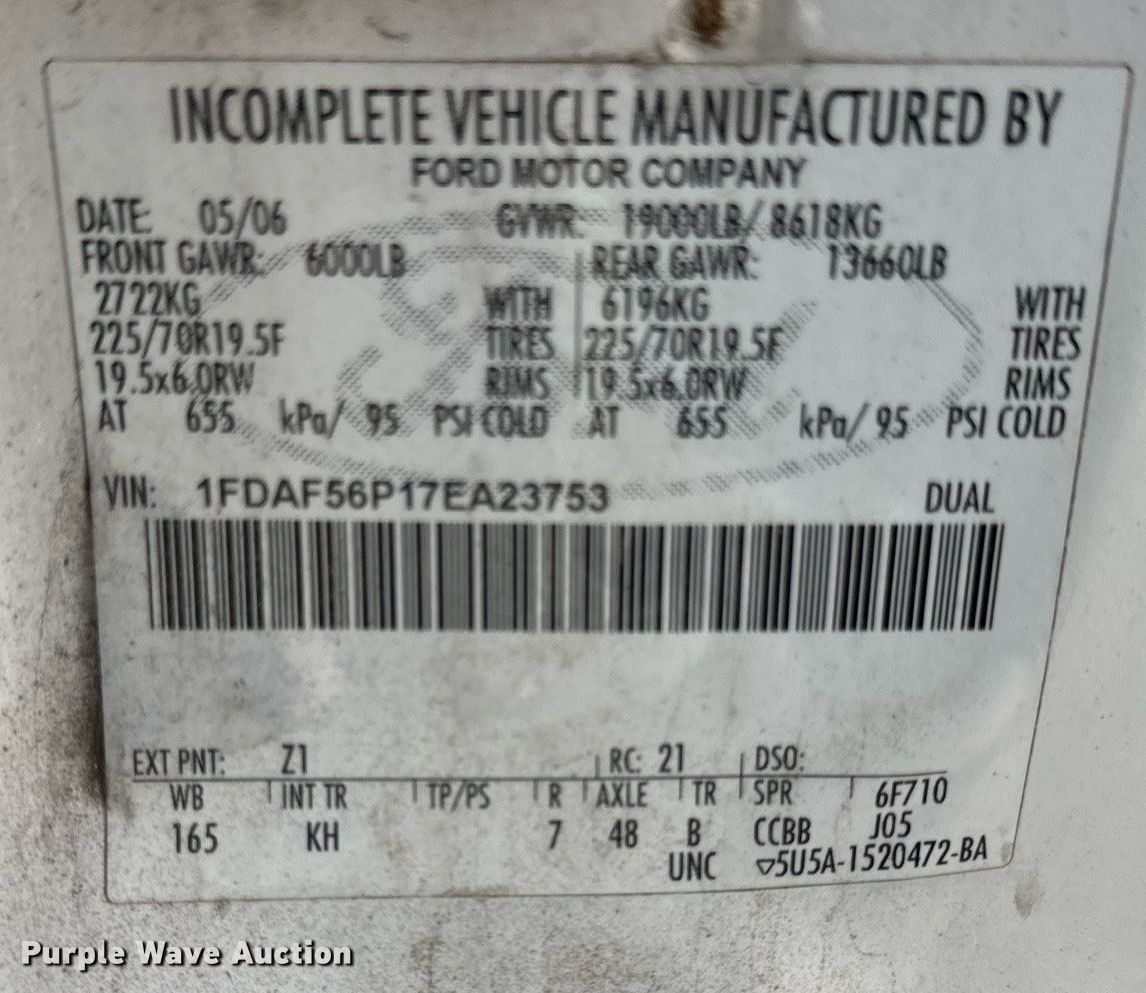 INCOMPLETE VEHICLE MANUFACTURED BY
FORD MOTOR COMPANY
DATE: 05/06 GVWR: 19000LB/ 8618KG
FRONT GAWR: 6000LB REAR GAWR: 13660LB
2722KG WITH 6196KG WITH
225/70R19.5F TIRES 225/70R19.5F TIRES
19.5x6.0RW RIMS 19.5x6.0RW RIMS
AT 655 kPa/ 95 PSI COLD AT 655 kPa/ 95 PSI COLD
VIN: 1FDAF56P17EA23753 DUAL
EXT PNT: Z1 RC: 21 DSO:
WB INT TR TP/PS R AXLE TR SPR 6F710
165 KH 7 48 B CCBB J05
UNC ▽5U5A-1520472-BA
Purple Wave Auction